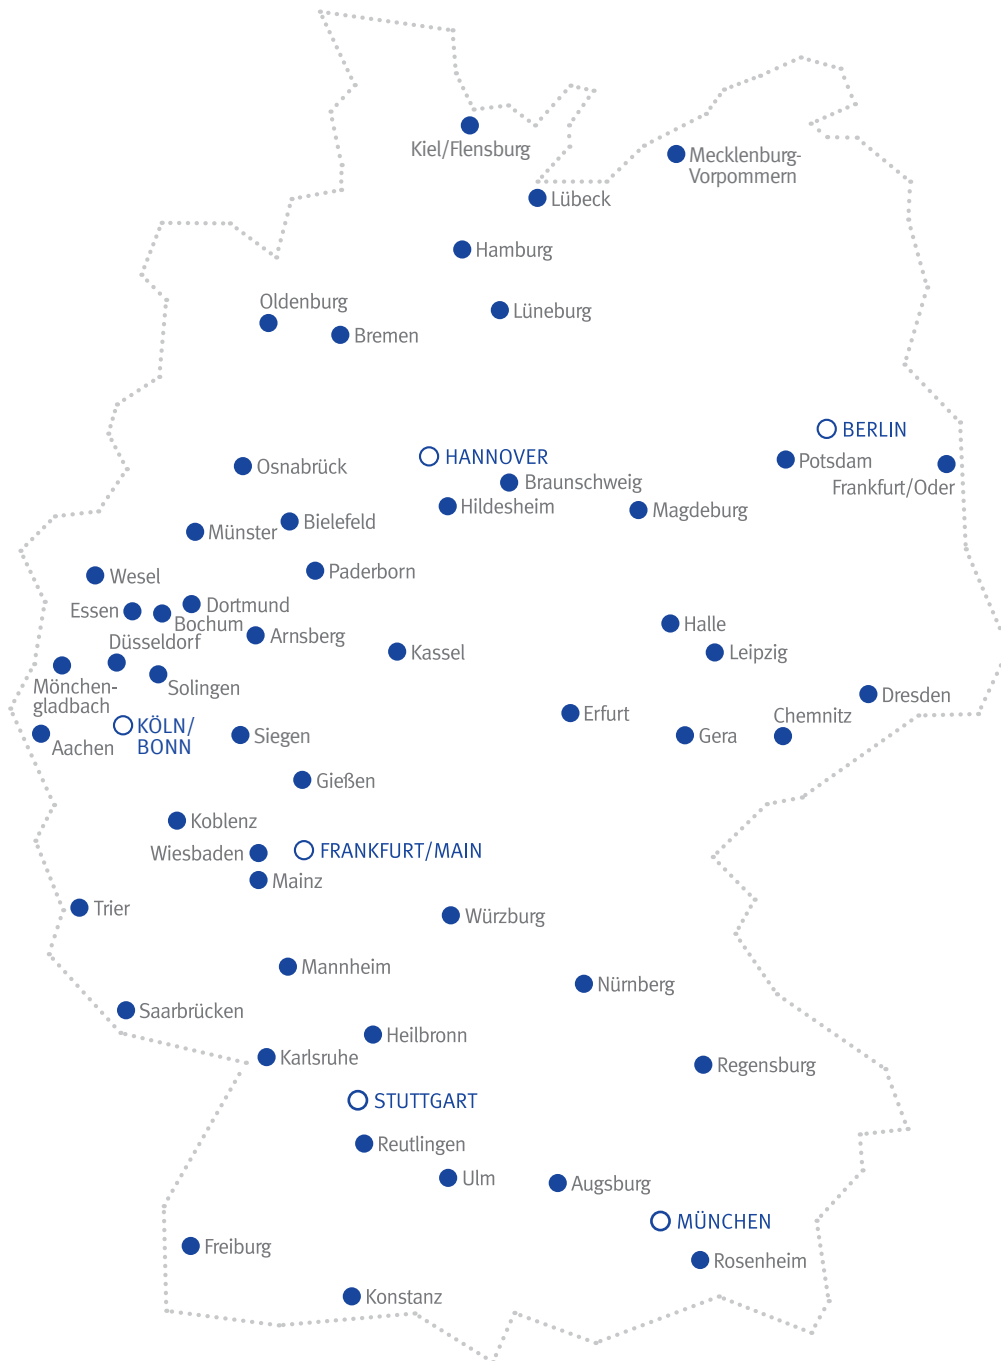 Kiel/Flensburg
Mecklenburg-
Vorpommern
Lübeck
Hamburg
Oldenburg
Lüneburg
Bremen
BERLIN
HANNOVER
Osnabrück
Potsdam
Braunschweig
Frankfurt/Oder
Hildesheim
Magdeburg
Bielefeld
Münster
Paderborn
Wesel
Dortmund
Essen
Bochum
Halle
Arnsberg
Düsseldorf
Kassel
Leipzig
Mönchen-
gladbach
Solingen
Dresden
Erfurt
Chemnitz
KÖLN/
BONN
Aachen
Siegen
Gera
Gießen
Koblenz
Wiesbaden
FRANKFURT/MAIN
Mainz
Trier
Würzburg
Mannheim
Nürnberg
Saarbrücken
Heilbronn
Karlsruhe
Regensburg
STUTTGART
Reutlingen
Ulm
Augsburg
MÜNCHEN
Freiburg
Rosenheim
Konstanz